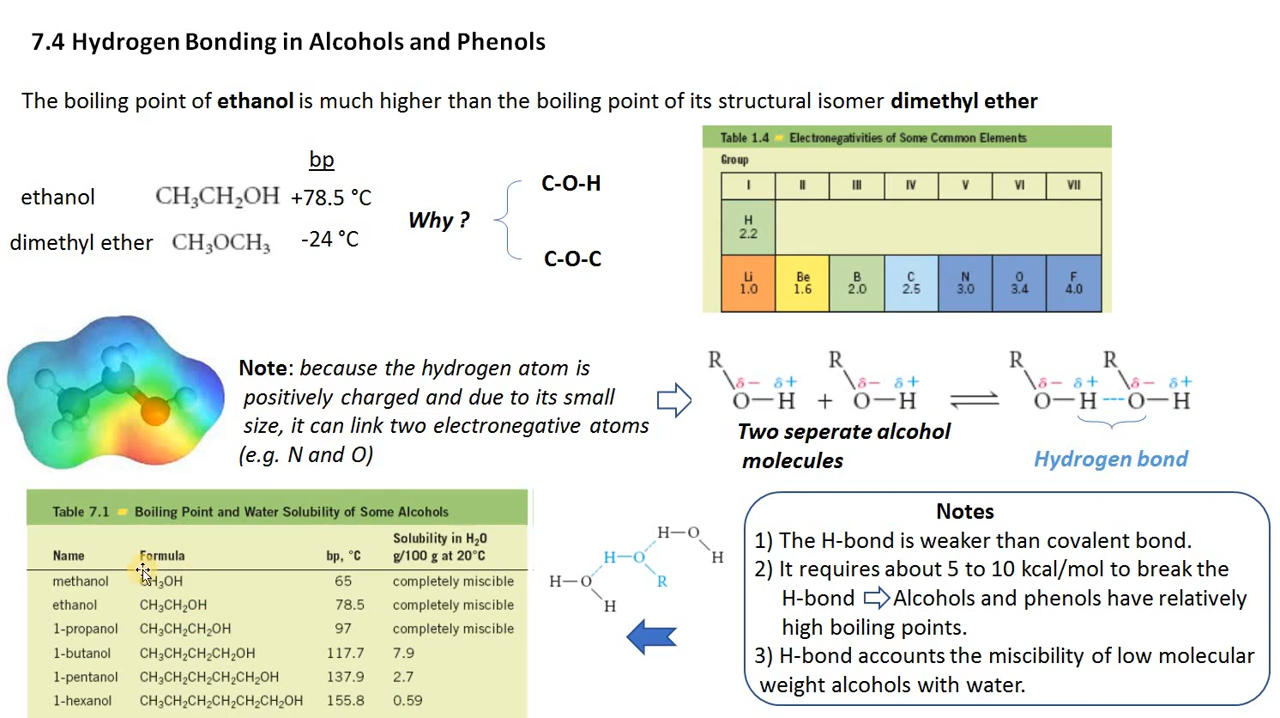 7.4 Hydrogen Bonding in Alcohols and Phenols
The boiling point of ethanol is much higher than the boiling point of its structural isomer dimethyl ether
bp
ethanol CH₃CH₂OH +78.5 °C
dimethyl ether CH₃OCH₃ -24 °C
Why ?
C-O-H
C-O-C
Table 1.4 Electronegativities of Some Common Elements
Group
I II III IV V VI VII
H
2.2
Li Be B C N O F
1.0 1.6 2.0 2.5 3.0 3.4 4.0
Note: because the hydrogen atom is
positively charged and due to its small
size, it can link two electronegative atoms
(e.g. N and O)
R R R R
δ− δ+ δ− δ+ δ− δ+ δ− δ+
O—H + O—H ⇌ O—H---O—H
Two seperate alcohol
molecules
Hydrogen bond
Table 7.1 Boiling Point and Water Solubility of Some Alcohols
Name Formula bp, °C Solubility in H₂O g/100 g at 20°C
methanol CH₃OH 65 completely miscible
ethanol CH₃CH₂OH 78.5 completely miscible
1-propanol CH₃CH₂CH₂OH 97 completely miscible
1-butanol CH₃CH₂CH₂CH₂OH 117.7 7.9
1-pentanol CH₃CH₂CH₂CH₂CH₂OH 137.9 2.7
1-hexanol CH₃CH₂CH₂CH₂CH₂CH₂OH 155.8 0.59
H—O
H—O H
H—O R
H
Notes
1) The H-bond is weaker than covalent bond.
2) It requires about 5 to 10 kcal/mol to break the
H-bond ⇨ Alcohols and phenols have relatively
high boiling points.
3) H-bond accounts the miscibility of low molecular
weight alcohols with water.